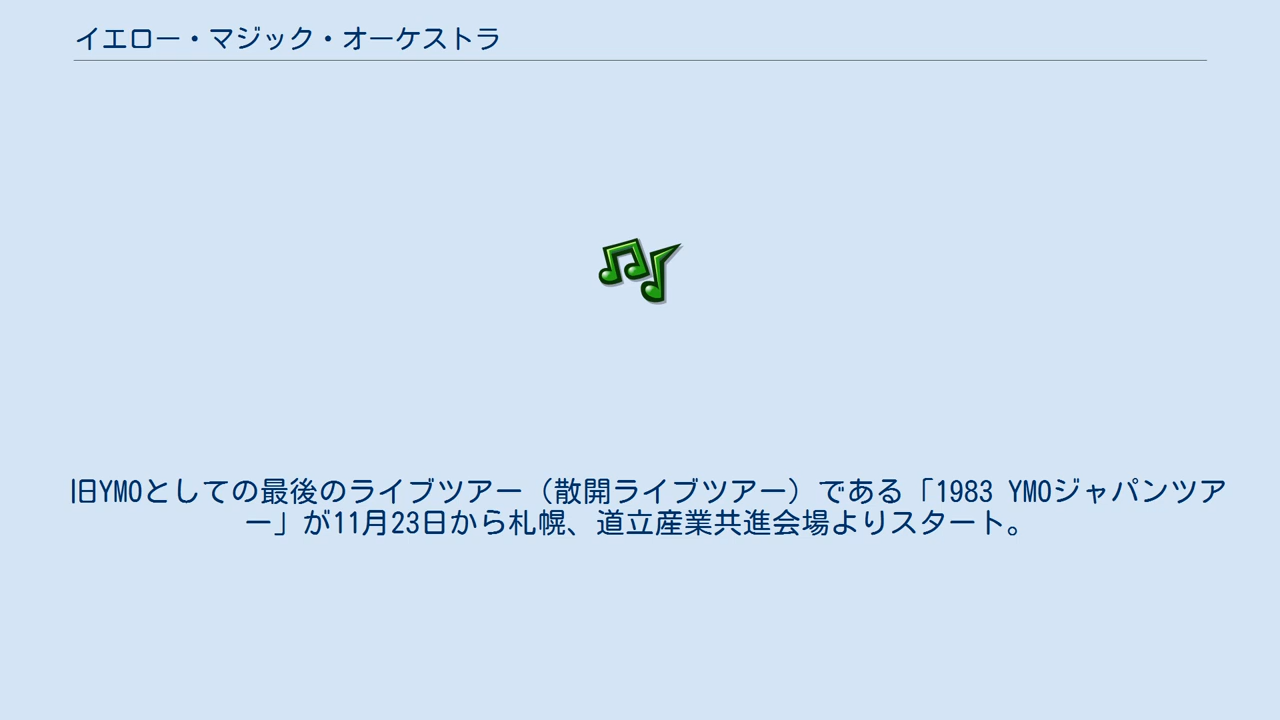 イエロー・マジック・オーケストラ
旧YMOとしての最後のライブツアー（散開ライブツアー）である「1983 YMOジャパンツア
ー」が11月23日から札幌、道立産業共進会場よりスタート。